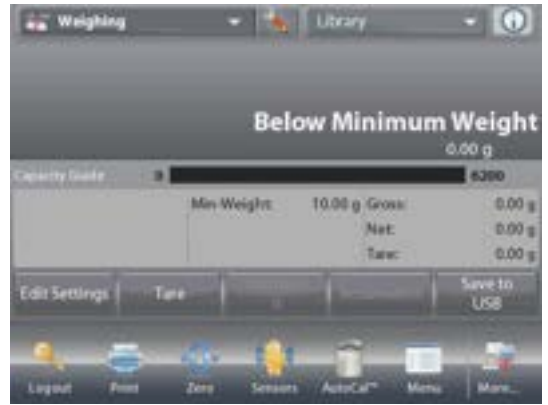 Weighing
Library
Below Minimum Weight
0.00 g
Capacity Guide 0 6200
Min-Weight: 10.00 g Gross: 0.00 g
Net: 0.00 g
Tare: 0.00 g
Edit Settings Tare Save to
USB
Logout Print Zero Sensors AutoCal™ Menu More...